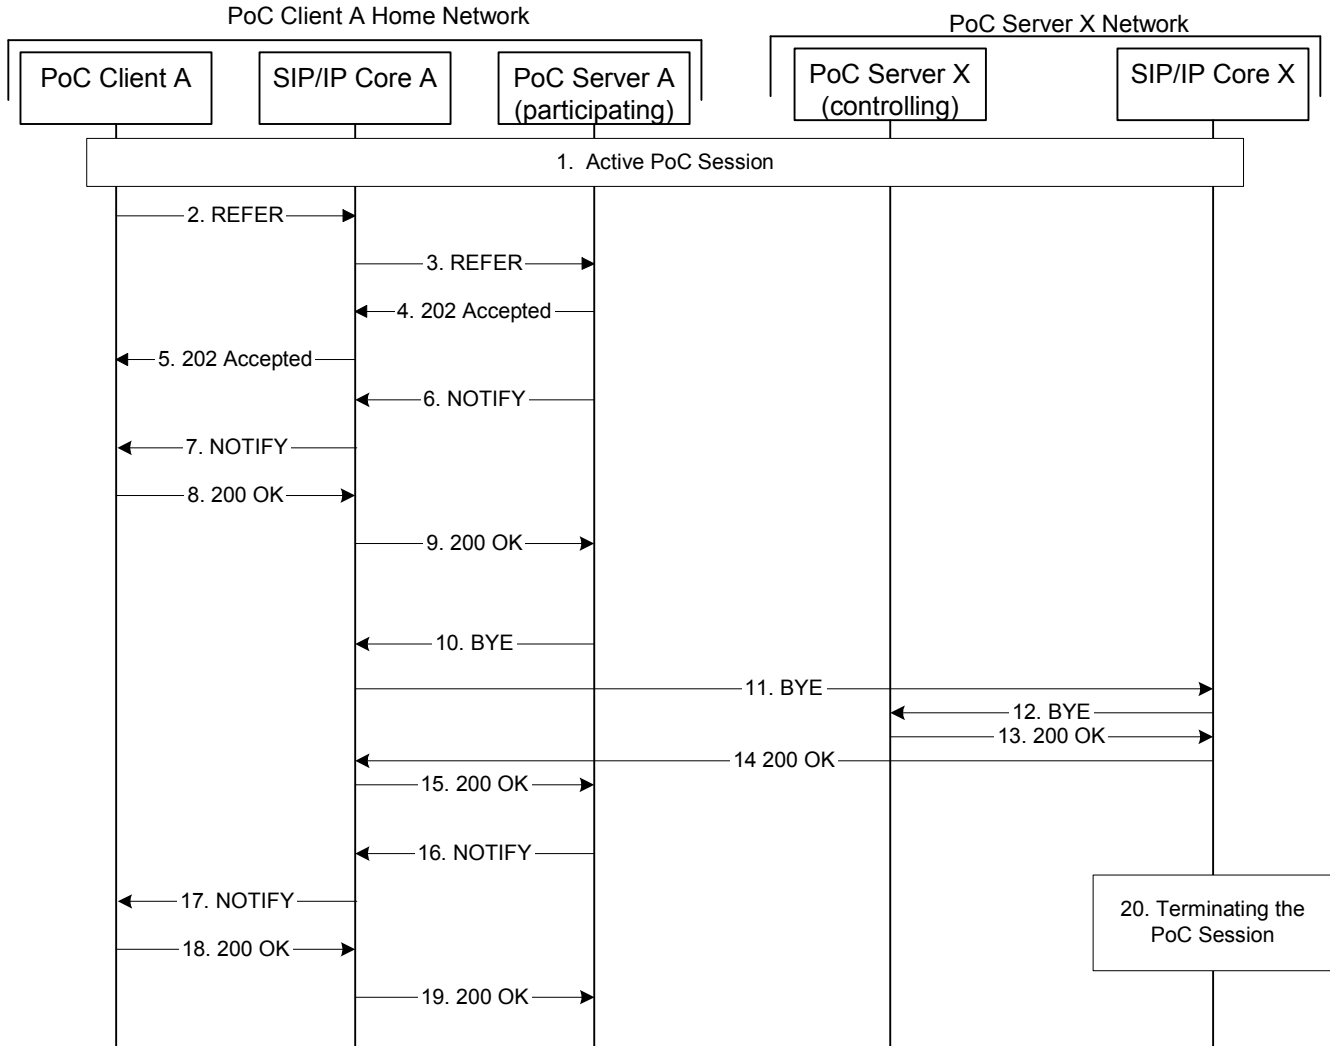 PoC Client A Home Network
PoC Server X Network
PoC Client A
SIP/IP Core A
PoC Server A
(participating)
PoC Server X
(controlling)
SIP/IP Core X
1. Active PoC Session
2. REFER
3. REFER
4. 202 Accepted
5. 202 Accepted
6. NOTIFY
7. NOTIFY
8. 200 OK
9. 200 OK
10. BYE
11. BYE
12. BYE
13. 200 OK
14 200 OK
15. 200 OK
16. NOTIFY
17. NOTIFY
18. 200 OK
19. 200 OK
20. Terminating the
PoC Session